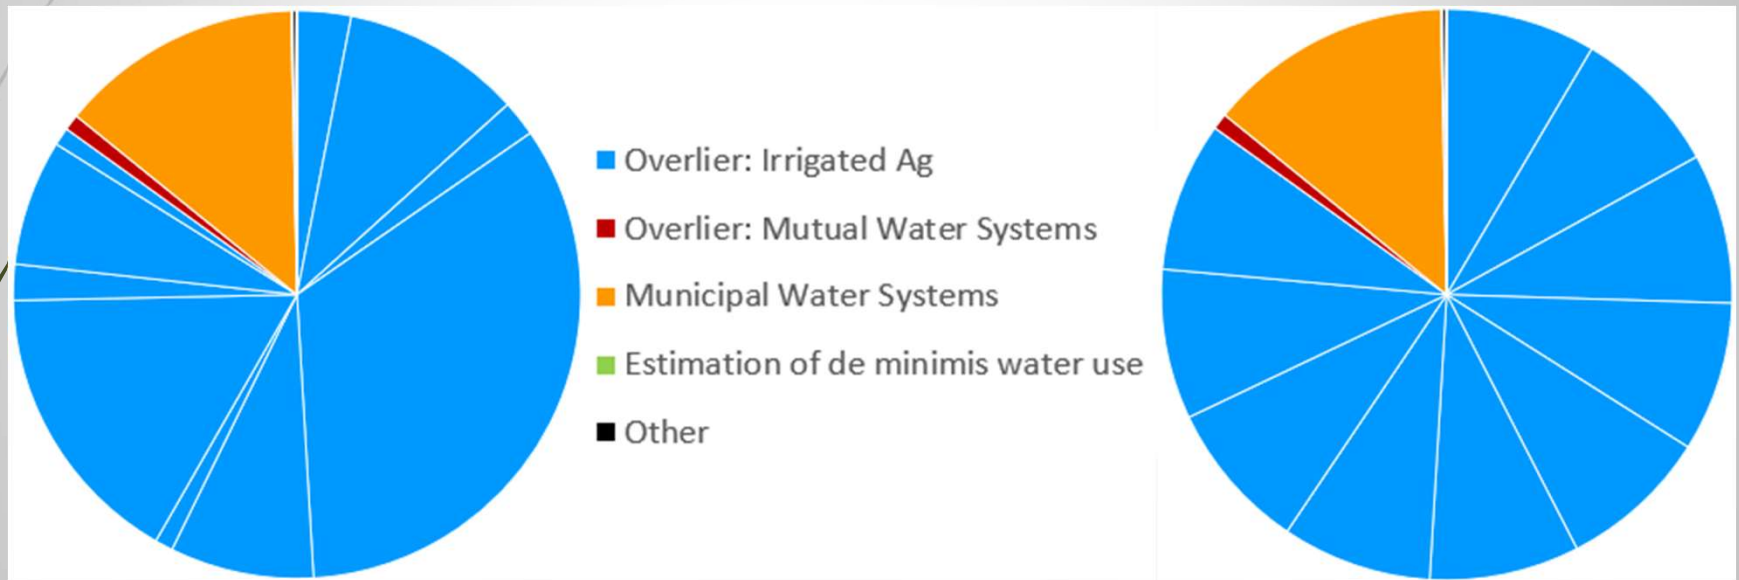 Overlier: Irrigated Ag
Overlier: Mutual Water Systems
Municipal Water Systems
Estimation of de minimis water use
Other